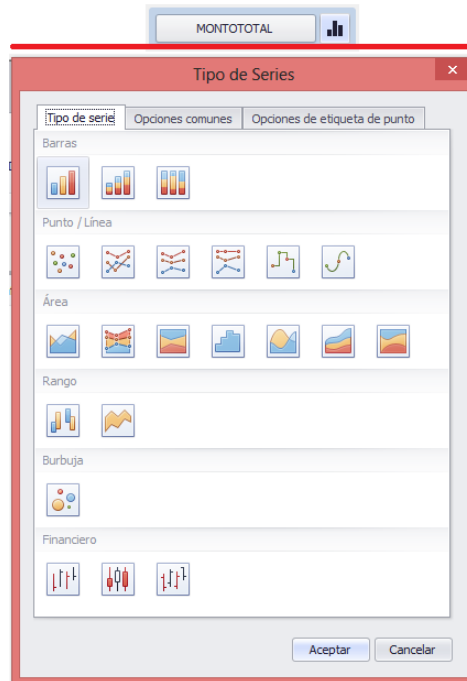 MONTOTOTAL
Tipo de Series
Tipo de serie Opciones comunes Opciones de etiqueta de punto
Barras
Punto / Línea
Área
Rango
Burbuja
Financiero
Aceptar Cancelar